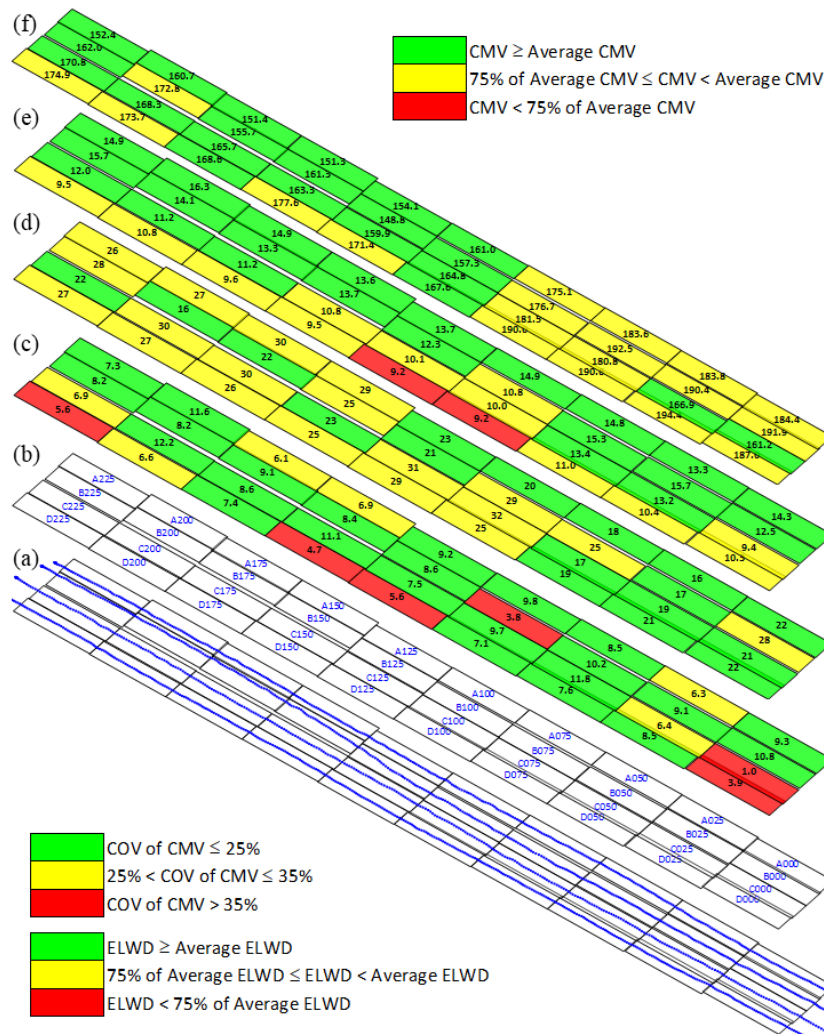 (f)
152.4
162.0
170.8
174.9
160.7
172.8
168.3
173.7
151.4
155.7
165.7
168.6
151.3
161.3
163.3
177.6
154.1
148.8
159.9
171.4
161.0
157.3
164.8
167.6
175.1
176.7
181.5
183.6
192.5
180.8
183.8
190.4
166.9
194.4
184.4
191.9
161.2
CMV ≥ Average CMV
75% of Average CMV ≤ CMV < Average CMV
CMV < 75% of Average CMV
(e)
14.9
15.7
12.0
9.5
16.3
14.1
11.2
10.8
14.9
13.3
11.2
9.6
13.6
13.7
10.8
9.5
13.7
12.3
10.1
9.2
14.9
10.8
10.0
9.2
14.8
15.3
13.4
11.0
13.3
15.7
13.2
10.4
14.3
12.5
9.4
10.5
(d)
26
28
22
27
27
16
30
27
30
22
30
26
29
25
23
25
23
21
31
29
20
29
32
25
18
25
17
19
16
17
19
21
22
28
21
22
(c)
7.3
8.2
6.9
5.6
11.6
8.2
12.2
6.6
6.1
9.1
8.6
7.4
6.9
8.4
11.1
4.7
9.2
8.6
7.5
5.6
9.8
3.8
9.7
7.1
8.5
10.2
11.8
7.6
6.3
9.1
6.4
8.5
9.3
10.8
1.0
3.9
(b)
A225
B225
C225
D225
A200
B200
C200
D200
A175
B175
C175
D175
A150
B150
C150
D150
A125
B125
C125
D125
A100
B100
C100
D100
A075
B075
C075
D075
A050
B050
C050
D050
A025
B025
C025
D025
A000
B000
C000
D000
(a)
COV of CMV ≤ 25%
25% < COV of CMV ≤ 35%
COV of CMV > 35%
ELWD ≥ Average ELWD
75% of Average ELWD ≤ ELWD < Average ELWD
ELWD < 75% of Average ELWD